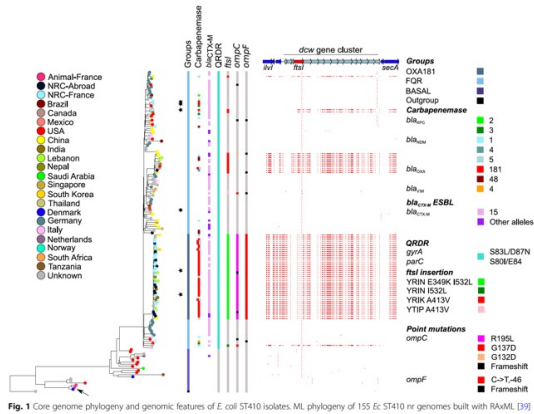 Groups
Carbapenemase
blaCTX-M
QRDR
ftsI
ompC
ompF
dcw gene cluster
ilvI
ftsI
secA
Animal-France
NRC-Abroad
NRC-France
Brazil
Canada
Mexico
USA
China
India
Lebanon
Nepal
Saudi Arabia
Singapore
South Korea
Thailand
Denmark
Germany
Italy
Netherlands
Norway
South Africa
Tanzania
Unknown
Groups
OXA181
FQR
BASAL
Outgroup
Carbapenemase
blaKPC
2
3
blaNDM
1
4
5
blaOXA
181
48
blaVIM
4
blaCTX-M ESBL
blaCTX-M
15
Other alleles
QRDR
gyrA
S83L/D87N
parC
S80I/E84
ftsI insertion
YRIN E349K I532L
YRIN I532L
YRIK A413V
YTIP A413V
Point mutations
ompC
R195L
G137D
G132D
Frameshift
ompF
C->T,-46
Frameshift
Fig. 1 Core genome phylogeny and genomic features of E. coli ST410 isolates. ML phylogeny of 155 Ec ST410 nr genomes built with RAxML [39]